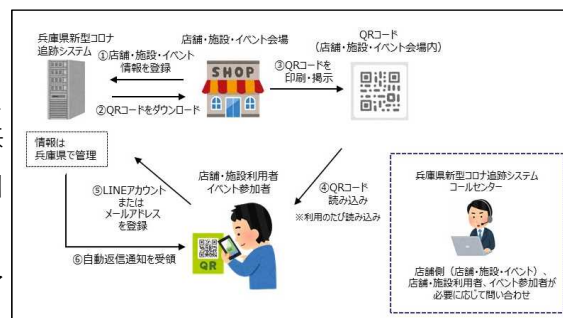 兵庫県新型コロナ
追跡システム
店舗・施設・イベント会場
QRコード
(店舗・施設・イベント会場内)
①店舗・施設・イベント
情報を登録
SHOP
③QRコードを
印刷・掲示
②QRコードをダウンロード
情報は
兵庫県で管理
店舗・施設利用者
イベント参加者
⑤LINEアカウント
または
メールアドレス
を登録
④QRコード
読み込み
※利用のたび読み込み
⑥自動返信通知を受領
QR
兵庫県新型コロナ追跡システム
コールセンター
店舗側(店舗・施設・イベント)、
店舗・施設利用者、イベント参加者が
必要に応じて問い合わせ